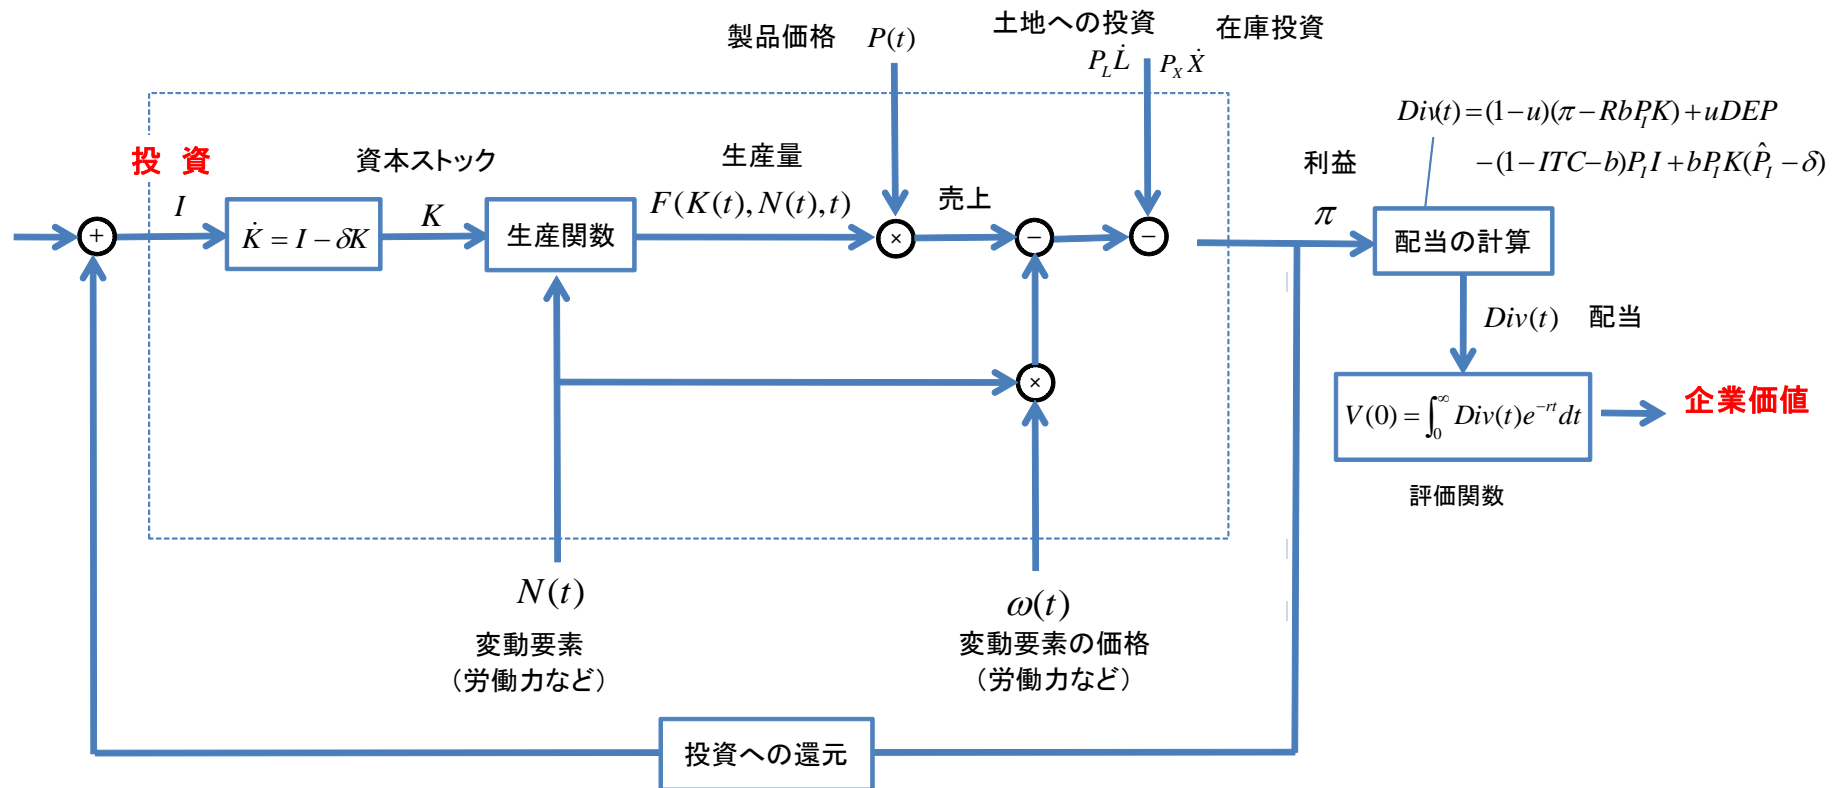 製品価格 P(t)
土地への投資
在庫投資
P_L L̇
P_X Ẋ
Div(t) = (1−u)(π − RbP_I K) + uDEP
−(1−ITC−b)P_I I + bP_I K(P̂_I − δ)
投 資
資本ストック
生産量
利益
I
K̇ = I − δK
K
生産関数
F(K(t), N(t), t)
売上
π
配当の計算
+
×
−
−
Div(t) 配当
×
V(0) = ∫_0^∞ Div(t)e^{−rt} dt
企業価値
評価関数
N(t)
変動要素
（労働力など）
ω(t)
変動要素の価格
（労働力など）
投資への還元